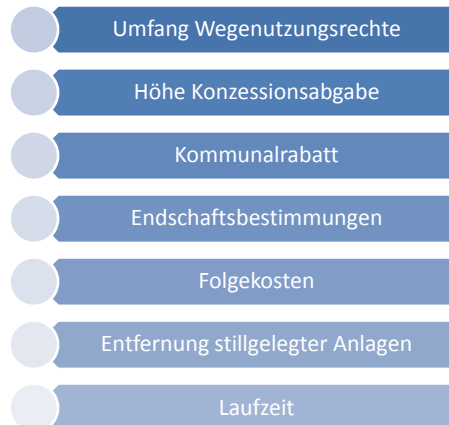 Umfang Wegenutzungsrechte
Höhe Konzessionsabgabe
Kommunalrabatt
Endschaftsbestimmungen
Folgekosten
Entfernung stillgelegter Anlagen
Laufzeit